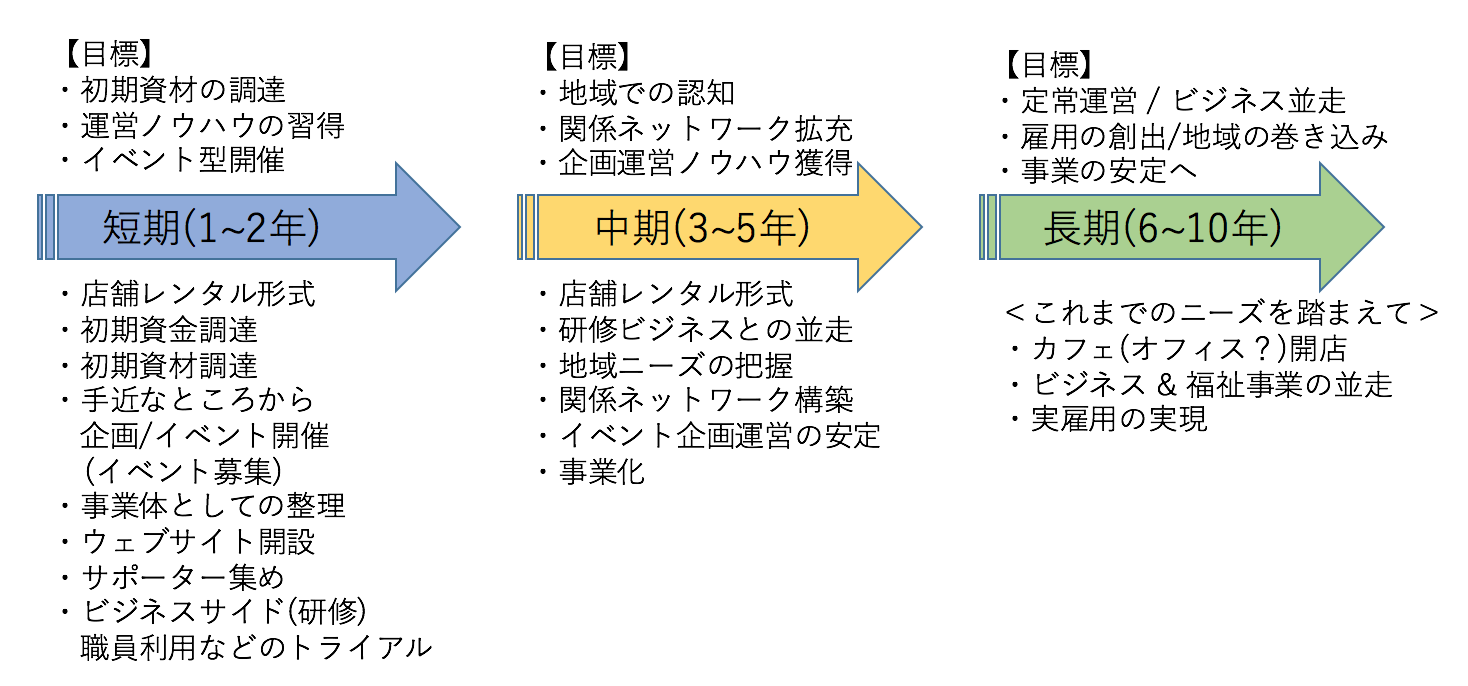 【目標】
・初期資材の調達
・運営ノウハウの習得
・イベント型開催
短期(1~2年)
・店舗レンタル形式
・初期資金調達
・初期資材調達
・手近なところから
企画/イベント開催
(イベント募集)
・事業体としての整理
・ウェブサイト開設
・サポーター集め
・ビジネスサイド(研修)
職員利用などのトライアル
【目標】
・地域での認知
・関係ネットワーク拡充
・企画運営ノウハウ獲得
中期(3~5年)
・店舗レンタル形式
・研修ビジネスとの並走
・地域ニーズの把握
・関係ネットワーク構築
・イベント企画運営の安定
・事業化
【目標】
・定常運営 / ビジネス並走
・雇用の創出/地域の巻き込み
・事業の安定へ
長期(6~10年)
＜これまでのニーズを踏まえて＞
・カフェ(オフィス？)開店
・ビジネス & 福祉事業の並走
・実雇用の実現